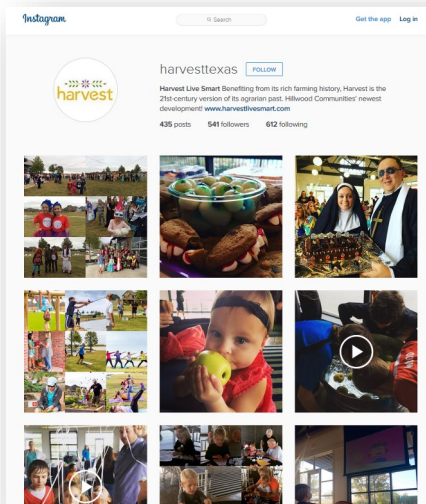 Instagram
Search
Get the app Log in
harvest
harvesttexas FOLLOW
Harvest Live Smart Benefiting from its rich farming history, Harvest is the
21st-century version of its agrarian past. Hillwood Communities' newest
development! www.harvestlivesmart.com
435 posts 541 followers 612 following